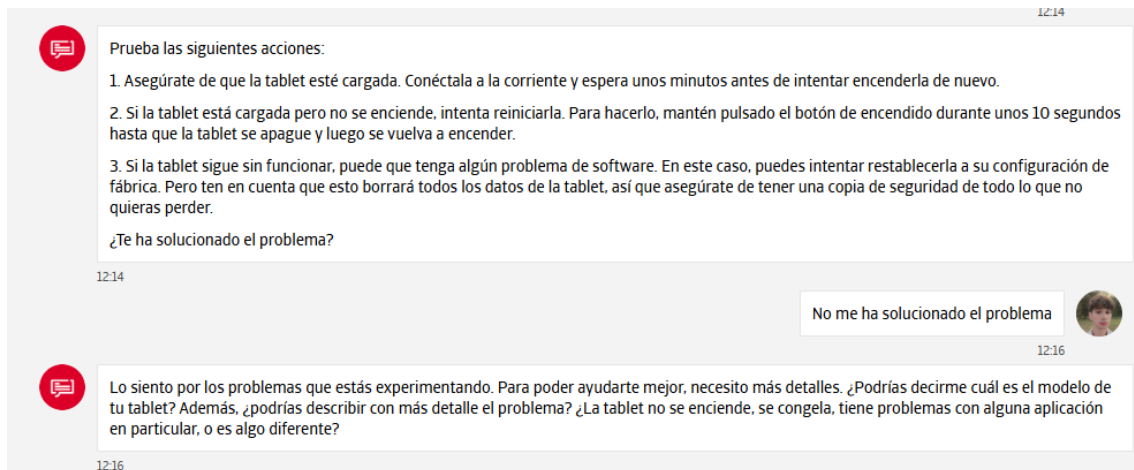 12:14
Prueba las siguientes acciones:
1. Asegúrate de que la tablet esté cargada. Conéctala a la corriente y espera unos minutos antes de intentar encenderla de nuevo.
2. Si la tablet está cargada pero no se enciende, intenta reiniciarla. Para hacerlo, mantén pulsado el botón de encendido durante unos 10 segundos
hasta que la tablet se apague y luego se vuelva a encender.
3. Si la tablet sigue sin funcionar, puede que tenga algún problema de software. En este caso, puedes intentar restablecerla a su configuración de
fábrica. Pero ten en cuenta que esto borrará todos los datos de la tablet, así que asegúrate de tener una copia de seguridad de todo lo que no
quieras perder.
¿Te ha solucionado el problema?
12:14
No me ha solucionado el problema
12:16
Lo siento por los problemas que estás experimentando. Para poder ayudarte mejor, necesito más detalles. ¿Podrías decirme cuál es el modelo de
tu tablet? Además, ¿podrías describir con más detalle el problema? ¿La tablet no se enciende, se congela, tiene problemas con alguna aplicación
en particular, o es algo diferente?
12:16